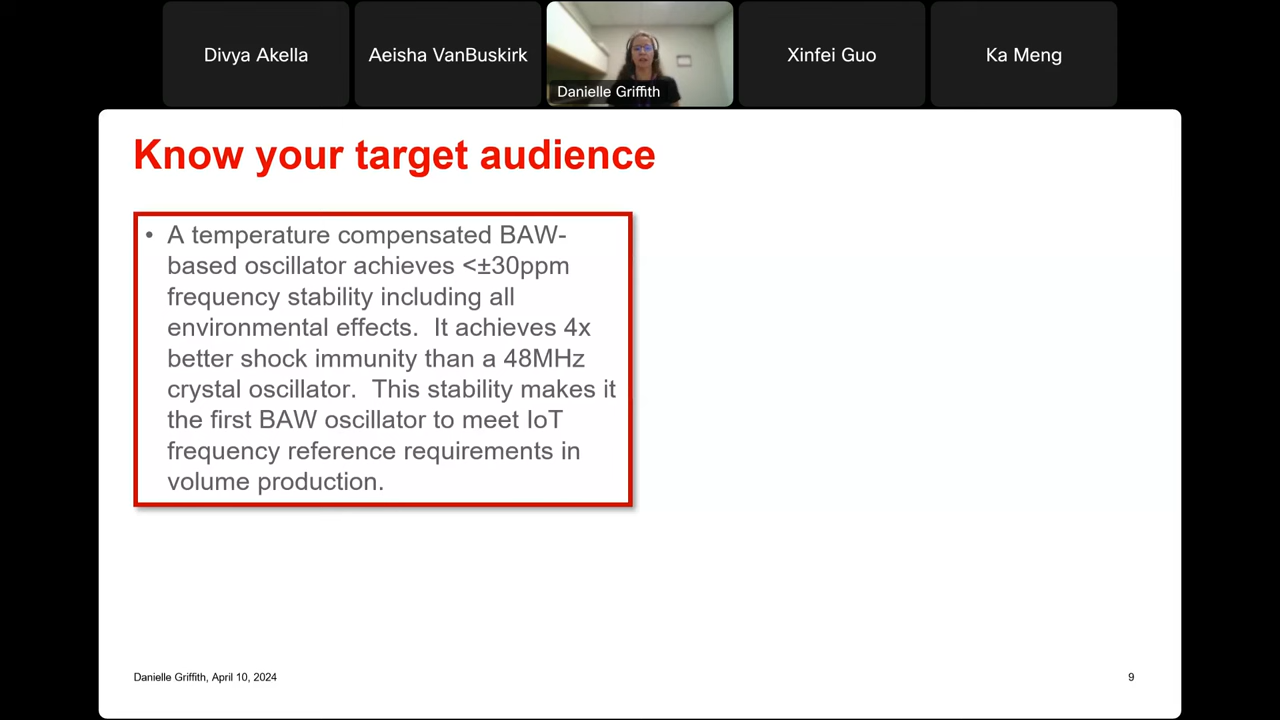 Divya Akella
Aeisha VanBuskirk
Danielle Griffith
Xinfei Guo
Ka Meng
Know your target audience
• A temperature compensated BAW-
based oscillator achieves <±30ppm
frequency stability including all
environmental effects.  It achieves 4x
better shock immunity than a 48MHz
crystal oscillator.  This stability makes it
the first BAW oscillator to meet IoT
frequency reference requirements in
volume production.
Danielle Griffith, April 10, 2024
9